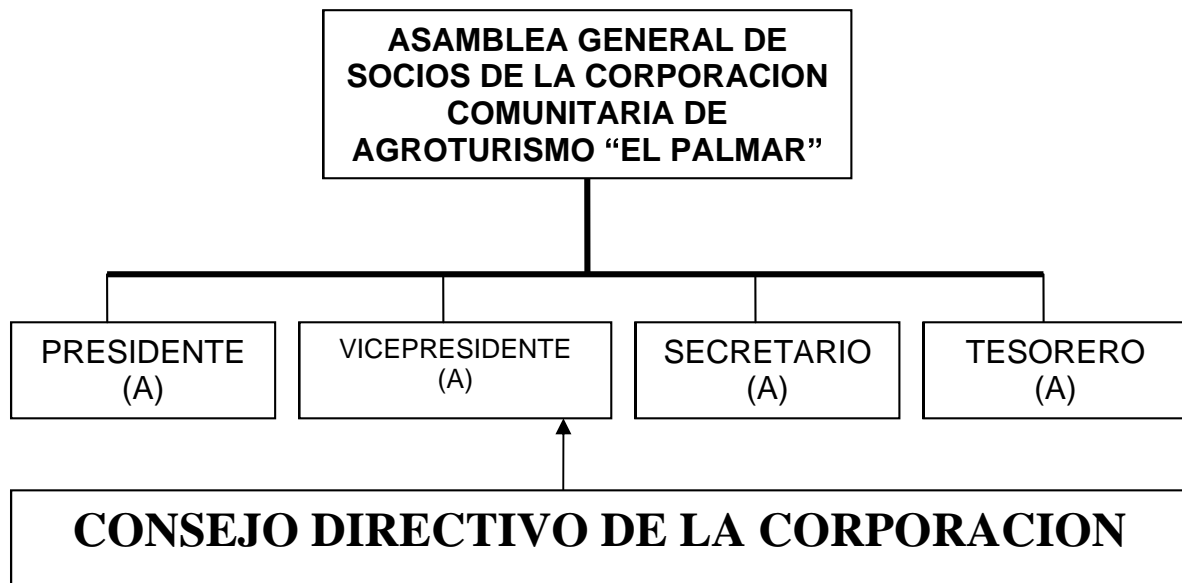 ASAMBLEA GENERAL DE
SOCIOS DE LA CORPORACION
COMUNITARIA DE
AGROTURISMO “EL PALMAR”
PRESIDENTE
(A)
VICEPRESIDENTE
(A)
SECRETARIO
(A)
TESORERO
(A)
CONSEJO DIRECTIVO DE LA CORPORACION